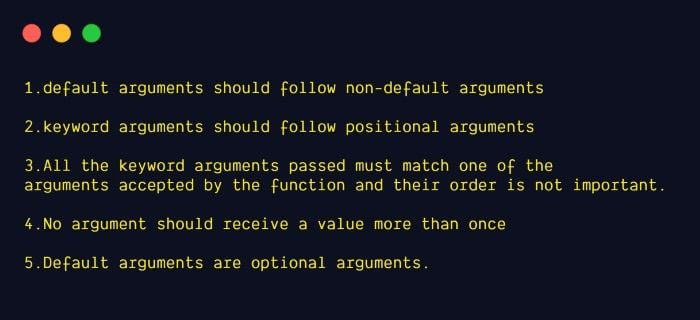 1.default arguments should follow non-default arguments
2.keyword arguments should follow positional arguments
3.All the keyword arguments passed must match one of the
arguments accepted by the function and their order is not important.
4.No argument should receive a value more than once
5.Default arguments are optional arguments.